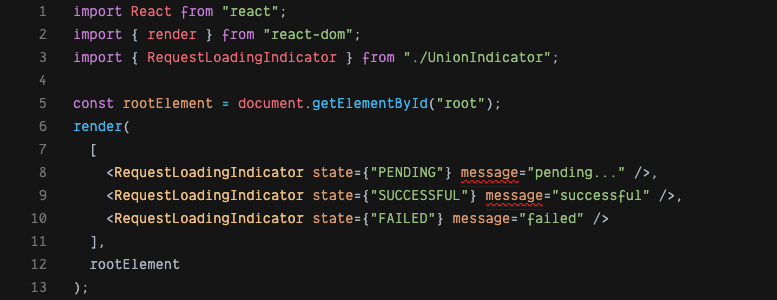 1 import React from "react";
2 import { render } from "react-dom";
3 import { RequestLoadingIndicator } from "./UnionIndicator";
4
5 const rootElement = document.getElementById("root");
6 render(
7   [
8     <RequestLoadingIndicator state={"PENDING"} message="pending..." />,
9     <RequestLoadingIndicator state={"SUCCESSFUL"} message="successful" />,
10     <RequestLoadingIndicator state={"FAILED"} message="failed" />
11   ],
12   rootElement
13 );